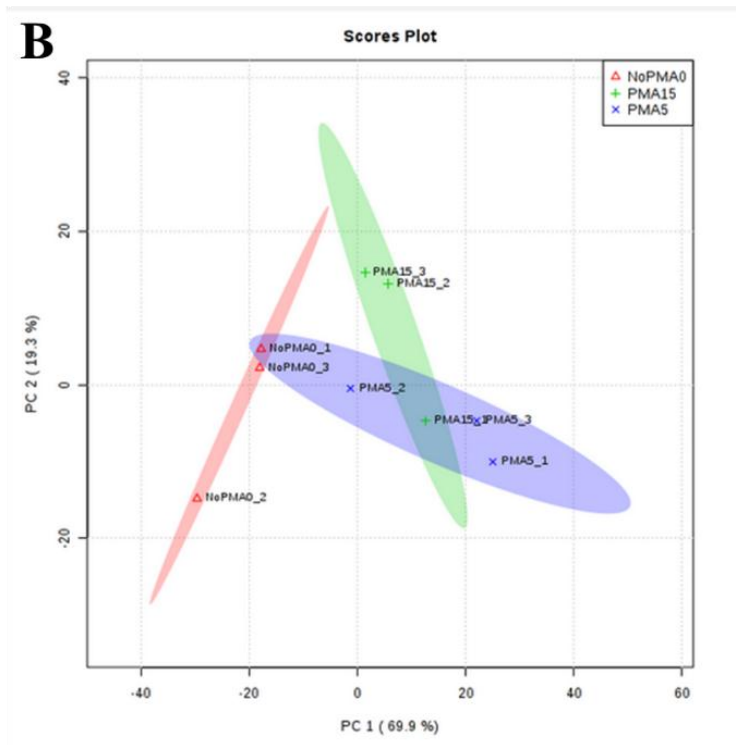 B
Scores Plot
NoPMA0
PMA15
PMA5
40
20
0
-20
PC 2 ( 19.3 %)
PMA15_3
PMA15_2
NoPMA0_1
NoPMA0_3
PMA5_2
PMA15_1
PMA5_3
PMA5_1
NoPMA0_2
-40 -20 0 20 40 60
PC 1 ( 69.9 %)